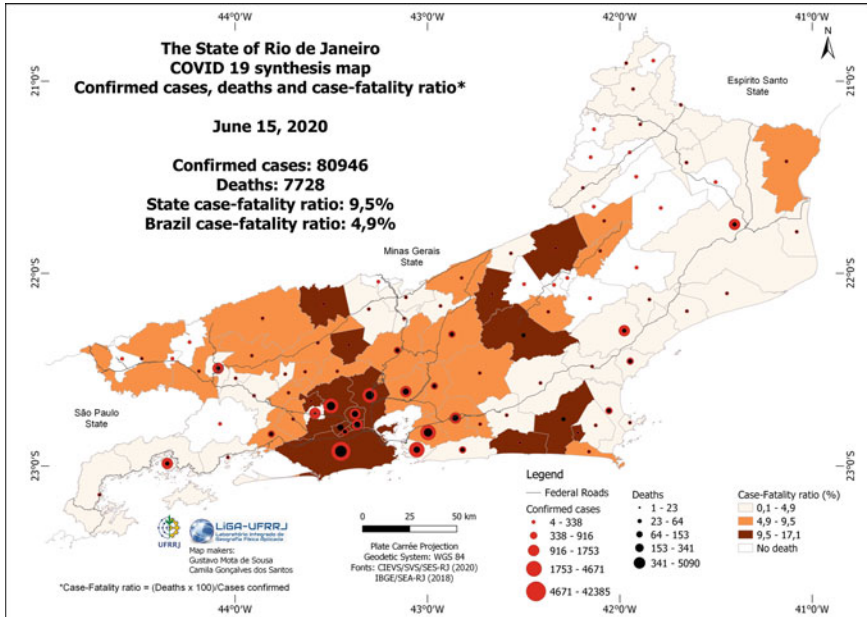 44°0'W
43°0'W
42°0'W
41°0'W
The State of Rio de Janeiro
COVID 19 synthesis map
Confirmed cases, deaths and case-fatality ratio*
June 15, 2020
Confirmed cases: 80946
Deaths: 7728
State case-fatality ratio: 9,5%
Brazil case-fatality ratio: 4,9%
N
21°0'S
21°0'S
Espirito Santo
State
Minas Gerais
State
22°0'S
22°0'S
São Paulo
State
23°0'S
23°0'S
UFRRJ
LiGA-UFRRJ
Laboratório Integrado de
Geografia Física Aplicada
Map makers:
Gustavo Mota de Sousa
Camila Gonçalves dos Santos
*Case-Fatality ratio = (Deaths x 100)/Cases confirmed
0
25
50 km
Plate Carrée Projection
Geodetic System: WGS 84
Fonts: CIEVS/SVS/SES-RJ (2020)
IBGE/SEA-RJ (2018)
Legend
Federal Roads
Confirmed cases
4 - 338
338 - 916
916 - 1753
1753 - 4671
4671 - 42385
Deaths
1 - 23
23 - 64
64 - 153
153 - 341
341 - 5090
Case-Fatality ratio (%)
0,1 - 4,9
4,9 - 9,5
9,5 - 17,1
No death
44°0'W
43°0'W
42°0'W
41°0'W